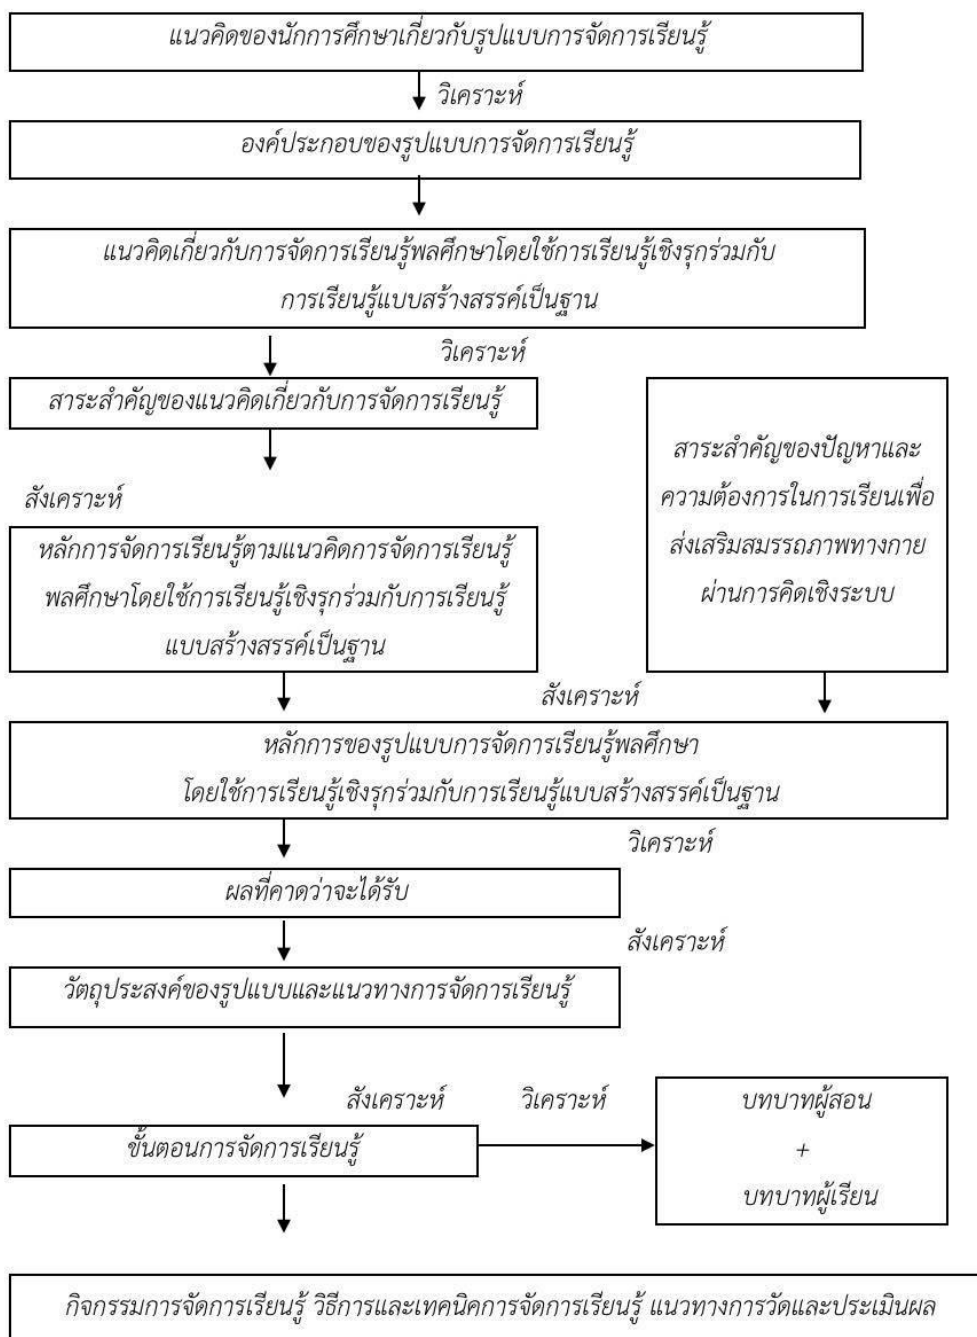 แนวคิดของนักการศึกษาเกี่ยวกับรูปแบบการจัดการเรียนรู้
วิเคราะห์
องค์ประกอบของรูปแบบการจัดการเรียนรู้
แนวคิดเกี่ยวกับการจัดการเรียนรู้พลศึกษาโดยใช้การเรียนรู้เชิงรุกร่วมกับ
การเรียนรู้แบบสร้างสรรค์เป็นฐาน
วิเคราะห์
สาระสำคัญของแนวคิดเกี่ยวกับการจัดการเรียนรู้
สาระสำคัญของปัญหาและ
ความต้องการในการเรียนเพื่อ
ส่งเสริมสมรรถภาพทางกาย
ผ่านการคิดเชิงระบบ
สังเคราะห์
หลักการจัดการเรียนรู้ตามแนวคิดการจัดการเรียนรู้
พลศึกษาโดยใช้การเรียนรู้เชิงรุกร่วมกับการเรียนรู้
แบบสร้างสรรค์เป็นฐาน
สังเคราะห์
หลักการของรูปแบบการจัดการเรียนรู้พลศึกษา
โดยใช้การเรียนรู้เชิงรุกร่วมกับการเรียนรู้แบบสร้างสรรค์เป็นฐาน
วิเคราะห์
ผลที่คาดว่าจะได้รับ
สังเคราะห์
วัตถุประสงค์ของรูปแบบและแนวทางการจัดการเรียนรู้
สังเคราะห์ วิเคราะห์
ขั้นตอนการจัดการเรียนรู้
บทบาทผู้สอน
+
บทบาทผู้เรียน
กิจกรรมการจัดการเรียนรู้ วิธีการและเทคนิคการจัดการเรียนรู้ แนวทางการวัดและประเมินผล